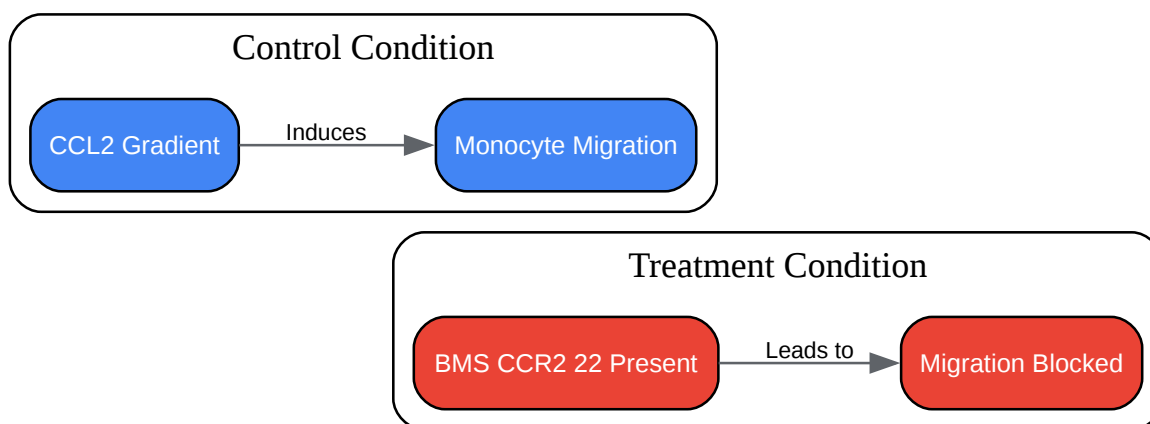 Control Condition
CCL2 Gradient
Induces
Monocyte Migration
Treatment Condition
BMS CCR2 22 Present
Leads to
Migration Blocked